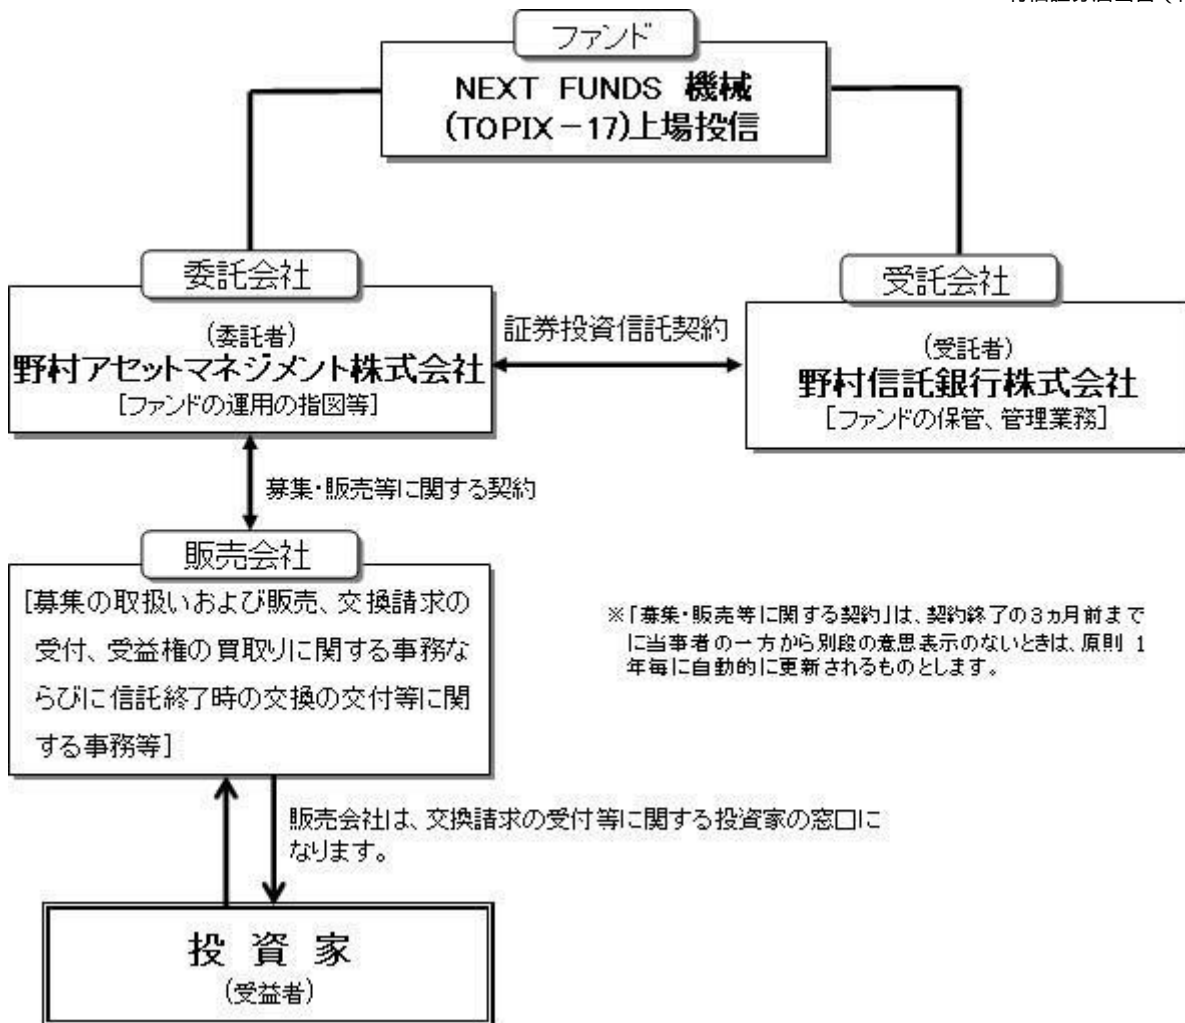 ファンド
NEXT FUNDS 機械
(TOPIX－17)上場投信
委託会社
(委託者)
野村アセットマネジメント株式会社
[ファンドの運用の指図等]
証券投資信託契約
受託会社
(受託者)
野村信託銀行株式会社
[ファンドの保管、管理業務]
募集・販売等に関する契約
販売会社
[募集の取扱いおよび販売、交換請求の
受付、受益権の買取りに関する事務な
らびに信託終了時の交換の交付等に関
する事務等]
※「募集・販売等に関する契約」は、契約終了の３ヵ月前まで
に当事者の一方から別段の意思表示のないときは、原則 1
年毎に自動的に更新されるものとします。
販売会社は、交換請求の受付等に関する投資家の窓口に
なります。
投 資 家
(受益者)